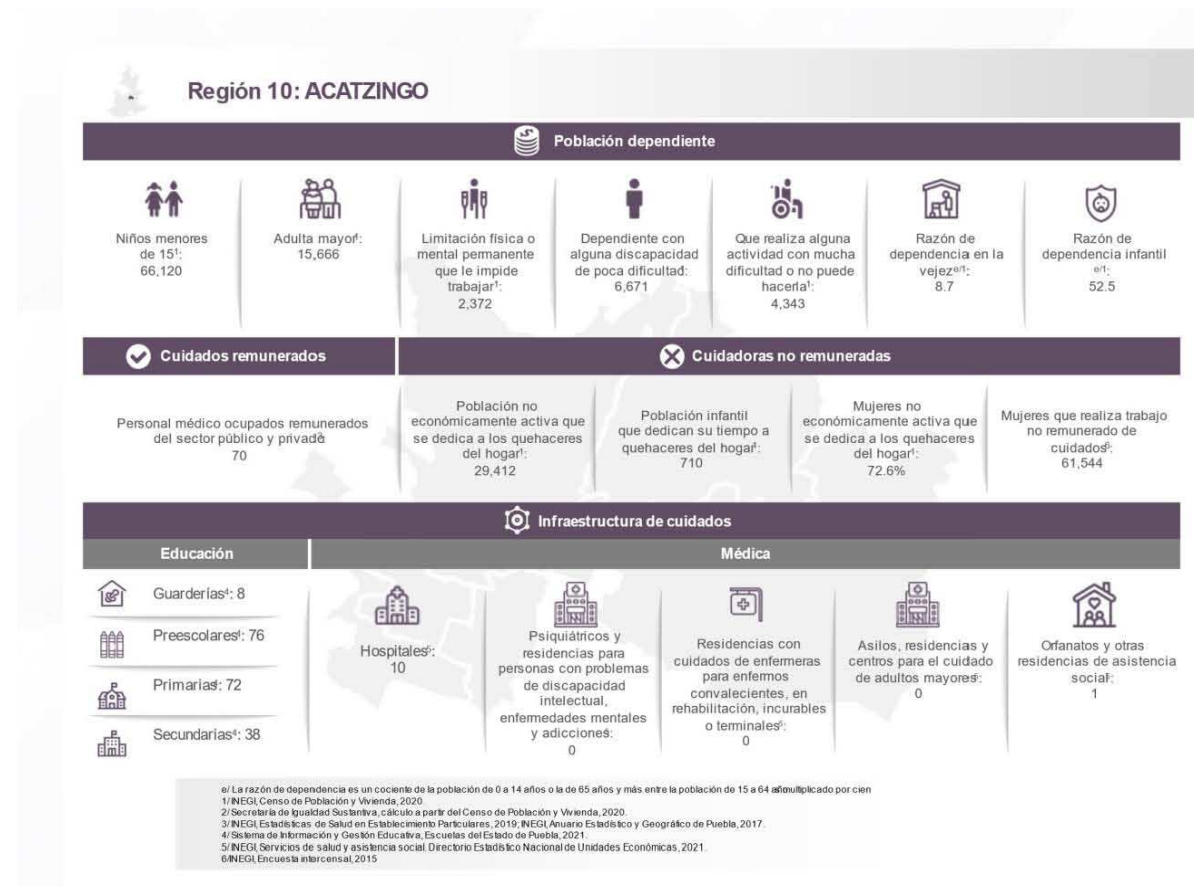 Región 10: ACATZINGO
Población dependiente
Niños menores
de 15¹:
66,120
Adulta mayor¹:
15,666
Limitación física o
mental permanente
que le impide
trabajar¹:
2,372
Dependiente con
alguna discapacidad
de poca dificultad:
6,671
Que realiza alguna
actividad con mucha
dificultad o no puede
hacerla¹:
4,343
Razón de
dependencia en la
vejez e/1:
8.7
Razón de
dependencia infantil
e/1:
52.5
Cuidados remunerados
Cuidadoras no remuneradas
Personal médico ocupados remunerados
del sector público y privado
70
Población no
económicamente activa que
se dedica a los quehaceres
del hogar¹:
29,412
Población infantil
que dedican su tiempo a
quehaceres del hogar¹:
710
Mujeres no
económicamente activa que
se dedica a los quehaceres
del hogar¹:
72.6%
Mujeres que realiza trabajo
no remunerado de
cuidados⁶:
61,544
Infraestructura de cuidados
Educación
Médica
Guarderías⁴: 8
Preescolares⁴: 76
Primarias⁴: 72
Secundarías⁴: 38
Hospitales⁵:
10
Psiquiátricos y
residencias para
personas con problemas
de discapacidad
intelectual,
enfermedades mentales
y adicciones⁵:
0
Residencias con
cuidados de enfermeras
para enfermos
convalecientes, en
rehabilitación, incurables
o terminales⁵:
0
Asilos, residencias y
centros para el cuidado
de adultos mayores⁵:
0
Orfanatos y otras
residencias de asistencia
social⁵:
1
e/ La razón de dependencia es un cociente de la población de 0 a 14 años o la de 65 años y más entre la población de 15 a 64 años multiplicado por cien
1/ INEGI, Censo de Población y Vivienda, 2020.
2/ Secretaría de Igualdad Sustantiva, cálculo a partir del Censo de Población y Vivienda, 2020.
3/ INEGI, Estadísticas de Salud en Establecimiento Particulares, 2019; INEGI, Anuario Estadístico y Geográfico de Puebla, 2017.
4/ Sistema de Información y Gestión Educativa, Escuelas del Estado de Puebla, 2021.
5/ INEGI, Servicios de salud y asistencia social. Directorio Estadístico Nacional de Unidades Económicas, 2021.
6/INEGI, Encuesta intercensal, 2015